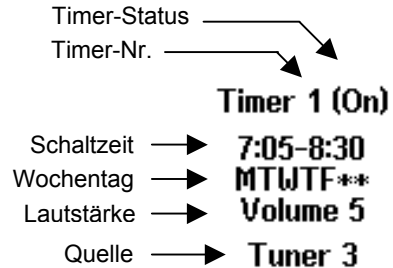 Timer-Status
Timer-Nr.
Timer 1 (On)
Schaltzeit 7:05-8:30
Wochentag MTWTF**
Lautstärke Volume 5
Quelle Tuner 3